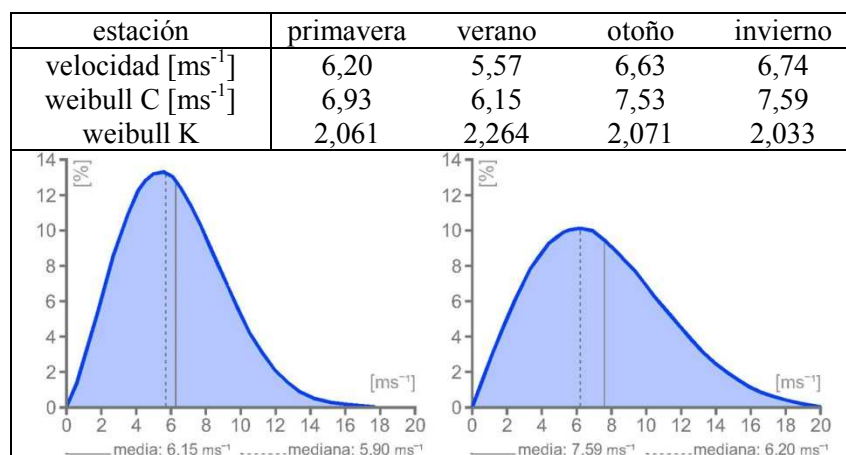 estación primavera verano otoño invierno
velocidad [ms⁻¹] 6,20 5,57 6,63 6,74
weibull C [ms⁻¹] 6,93 6,15 7,53 7,59
weibull K 2,061 2,264 2,071 2,033
14 [%]
12
10
8
6
4
2
0
[ms⁻¹]
0 2 4 6 8 10 12 14 16 18 20
media: 6,15 ms⁻¹ mediana: 5,90 ms⁻¹
14 [%]
12
10
8
6
4
2
0
[ms⁻¹]
0 2 4 6 8 10 12 14 16 18 20
media: 7,59 ms⁻¹ mediana: 6,20 ms⁻¹